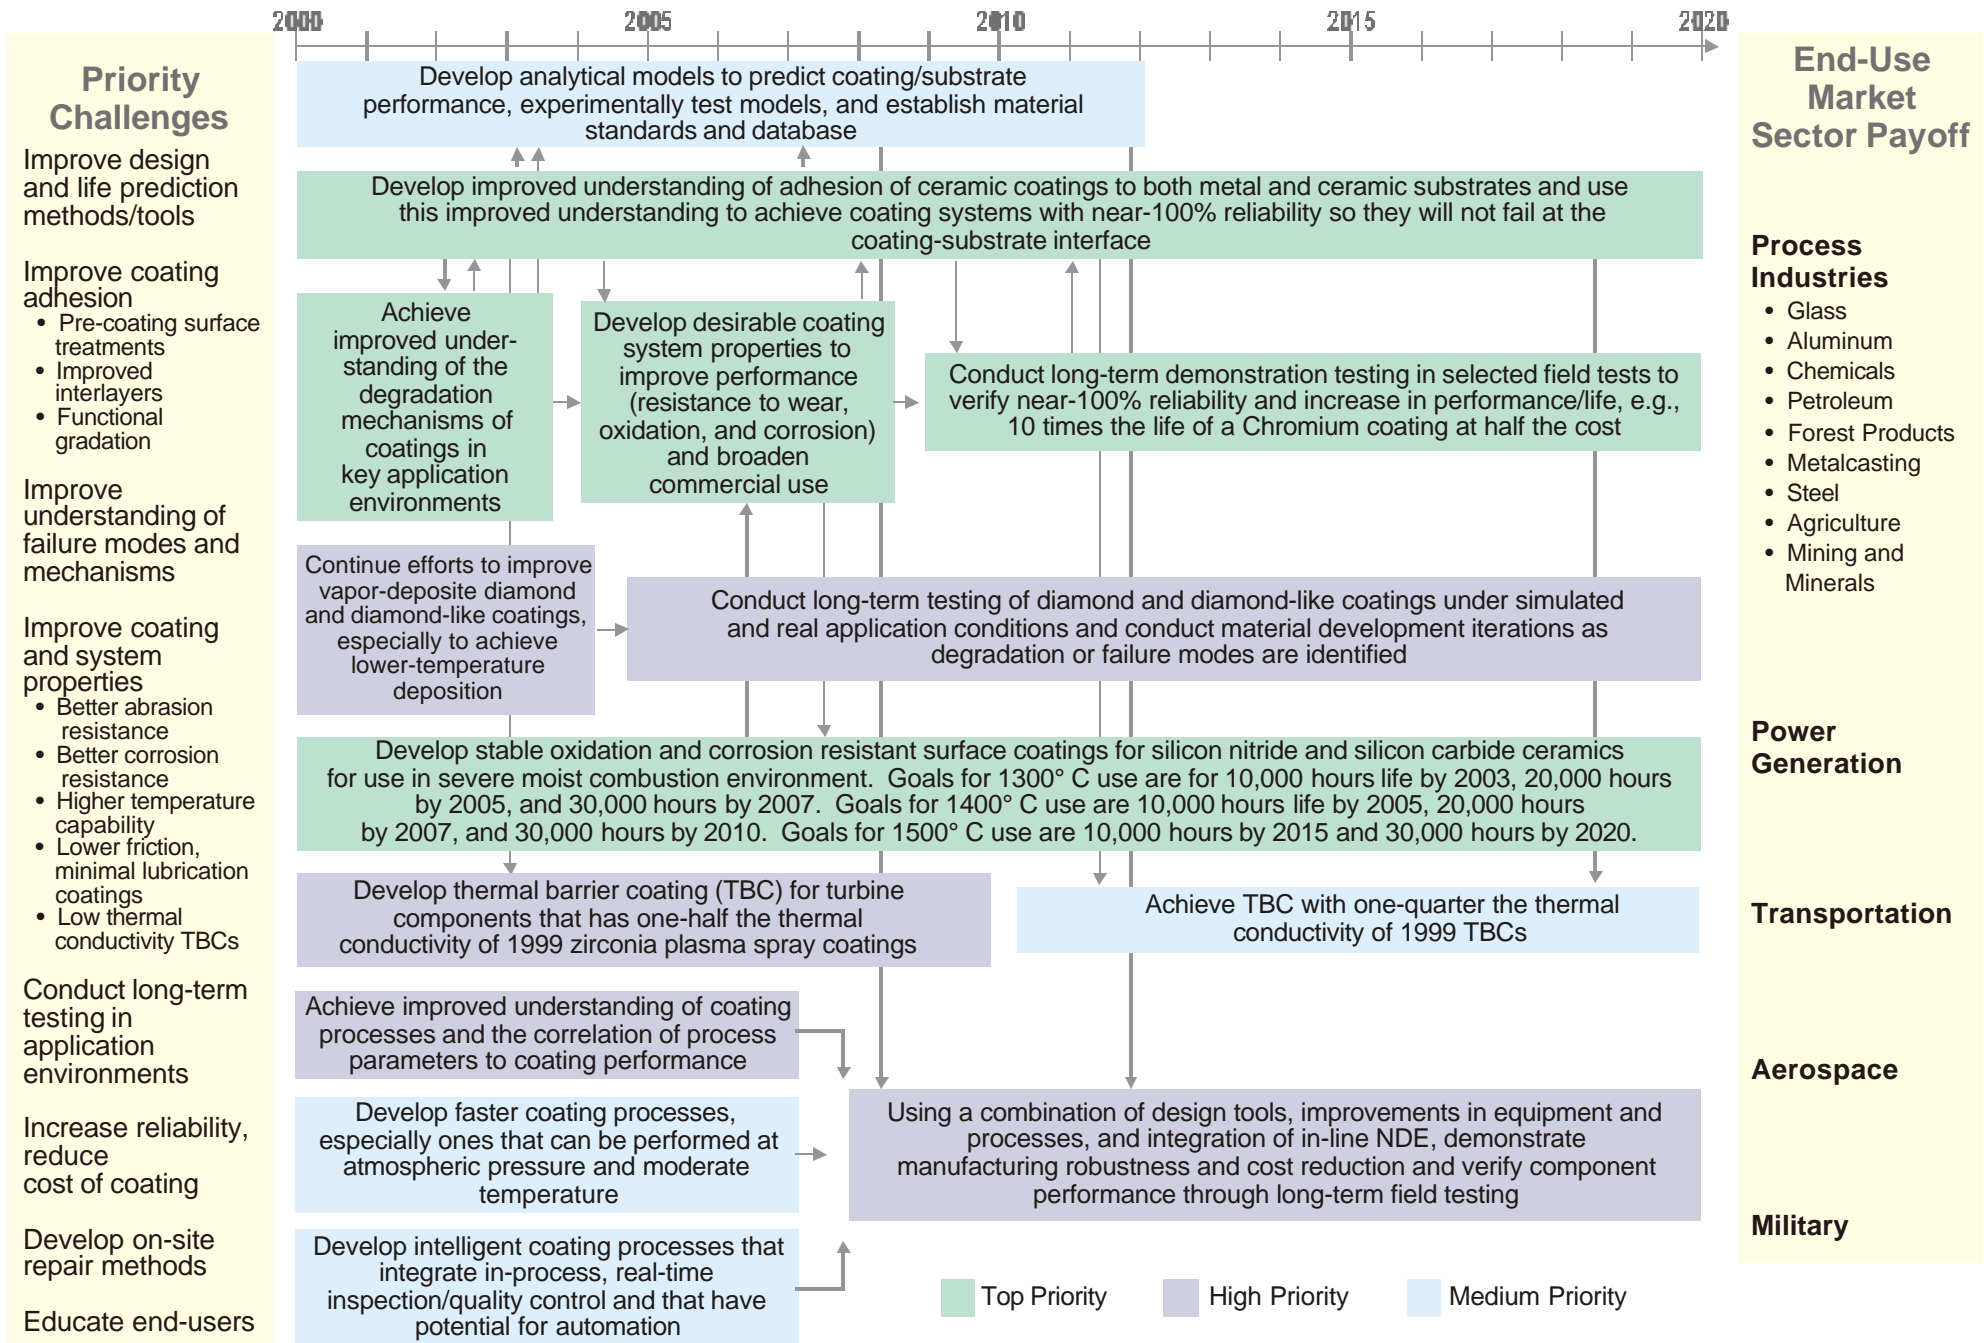 2000
2005
2010
2015
2020
Priority
Challenges
Improve design
and life prediction
methods/tools
Improve coating
adhesion
• Pre-coating surface
treatments
• Improved
interlayers
• Functional
gradation
Improve
understanding of
failure modes and
mechanisms
Improve coating
and system
properties
• Better abrasion
resistance
• Better corrosion
resistance
• Higher temperature
capability
• Lower friction,
minimal lubrication
coatings
• Low thermal
conductivity TBCs
Conduct long-term
testing in
application
environments
Increase reliability,
reduce
cost of coating
Develop on-site
repair methods
Educate end-users
Develop analytical models to predict coating/substrate
performance, experimentally test models, and establish material
standards and database
Develop improved understanding of adhesion of ceramic coatings to both metal and ceramic substrates and use
this improved understanding to achieve coating systems with near-100% reliability so they will not fail at the
coating-substrate interface
Achieve
improved under-
standing of the
degradation
mechanisms of
coatings in
key application
environments
Develop desirable coating
system properties to
improve performance
(resistance to wear,
oxidation, and corrosion)
and broaden
commercial use
Conduct long-term demonstration testing in selected field tests to
verify near-100% reliability and increase in performance/life, e.g.,
10 times the life of a Chromium coating at half the cost
Continue efforts to improve
vapor-deposite diamond
and diamond-like coatings,
especially to achieve
lower-temperature
deposition
Conduct long-term testing of diamond and diamond-like coatings under simulated
and real application conditions and conduct material development iterations as
degradation or failure modes are identified
Develop stable oxidation and corrosion resistant surface coatings for silicon nitride and silicon carbide ceramics
for use in severe moist combustion environment. Goals for 1300° C use are for 10,000 hours life by 2003, 20,000 hours
by 2005, and 30,000 hours by 2007. Goals for 1400° C use are 10,000 hours life by 2005, 20,000 hours
by 2007, and 30,000 hours by 2010. Goals for 1500° C use are 10,000 hours by 2015 and 30,000 hours by 2020.
Develop thermal barrier coating (TBC) for turbine
components that has one-half the thermal
conductivity of 1999 zirconia plasma spray coatings
Achieve TBC with one-quarter the thermal
conductivity of 1999 TBCs
Achieve improved understanding of coating
processes and the correlation of process
parameters to coating performance
Develop faster coating processes,
especially ones that can be performed at
atmospheric pressure and moderate
temperature
Using a combination of design tools, improvements in equipment and
processes, and integration of in-line NDE, demonstrate
manufacturing robustness and cost reduction and verify component
performance through long-term field testing
Develop intelligent coating processes that
integrate in-process, real-time
inspection/quality control and that have
potential for automation
Top Priority
High Priority
Medium Priority
End-Use
Market
Sector Payoff
Process
Industries
• Glass
• Aluminum
• Chemicals
• Petroleum
• Forest Products
• Metalcasting
• Steel
• Agriculture
• Mining and
Minerals
Power
Generation
Transportation
Aerospace
Military